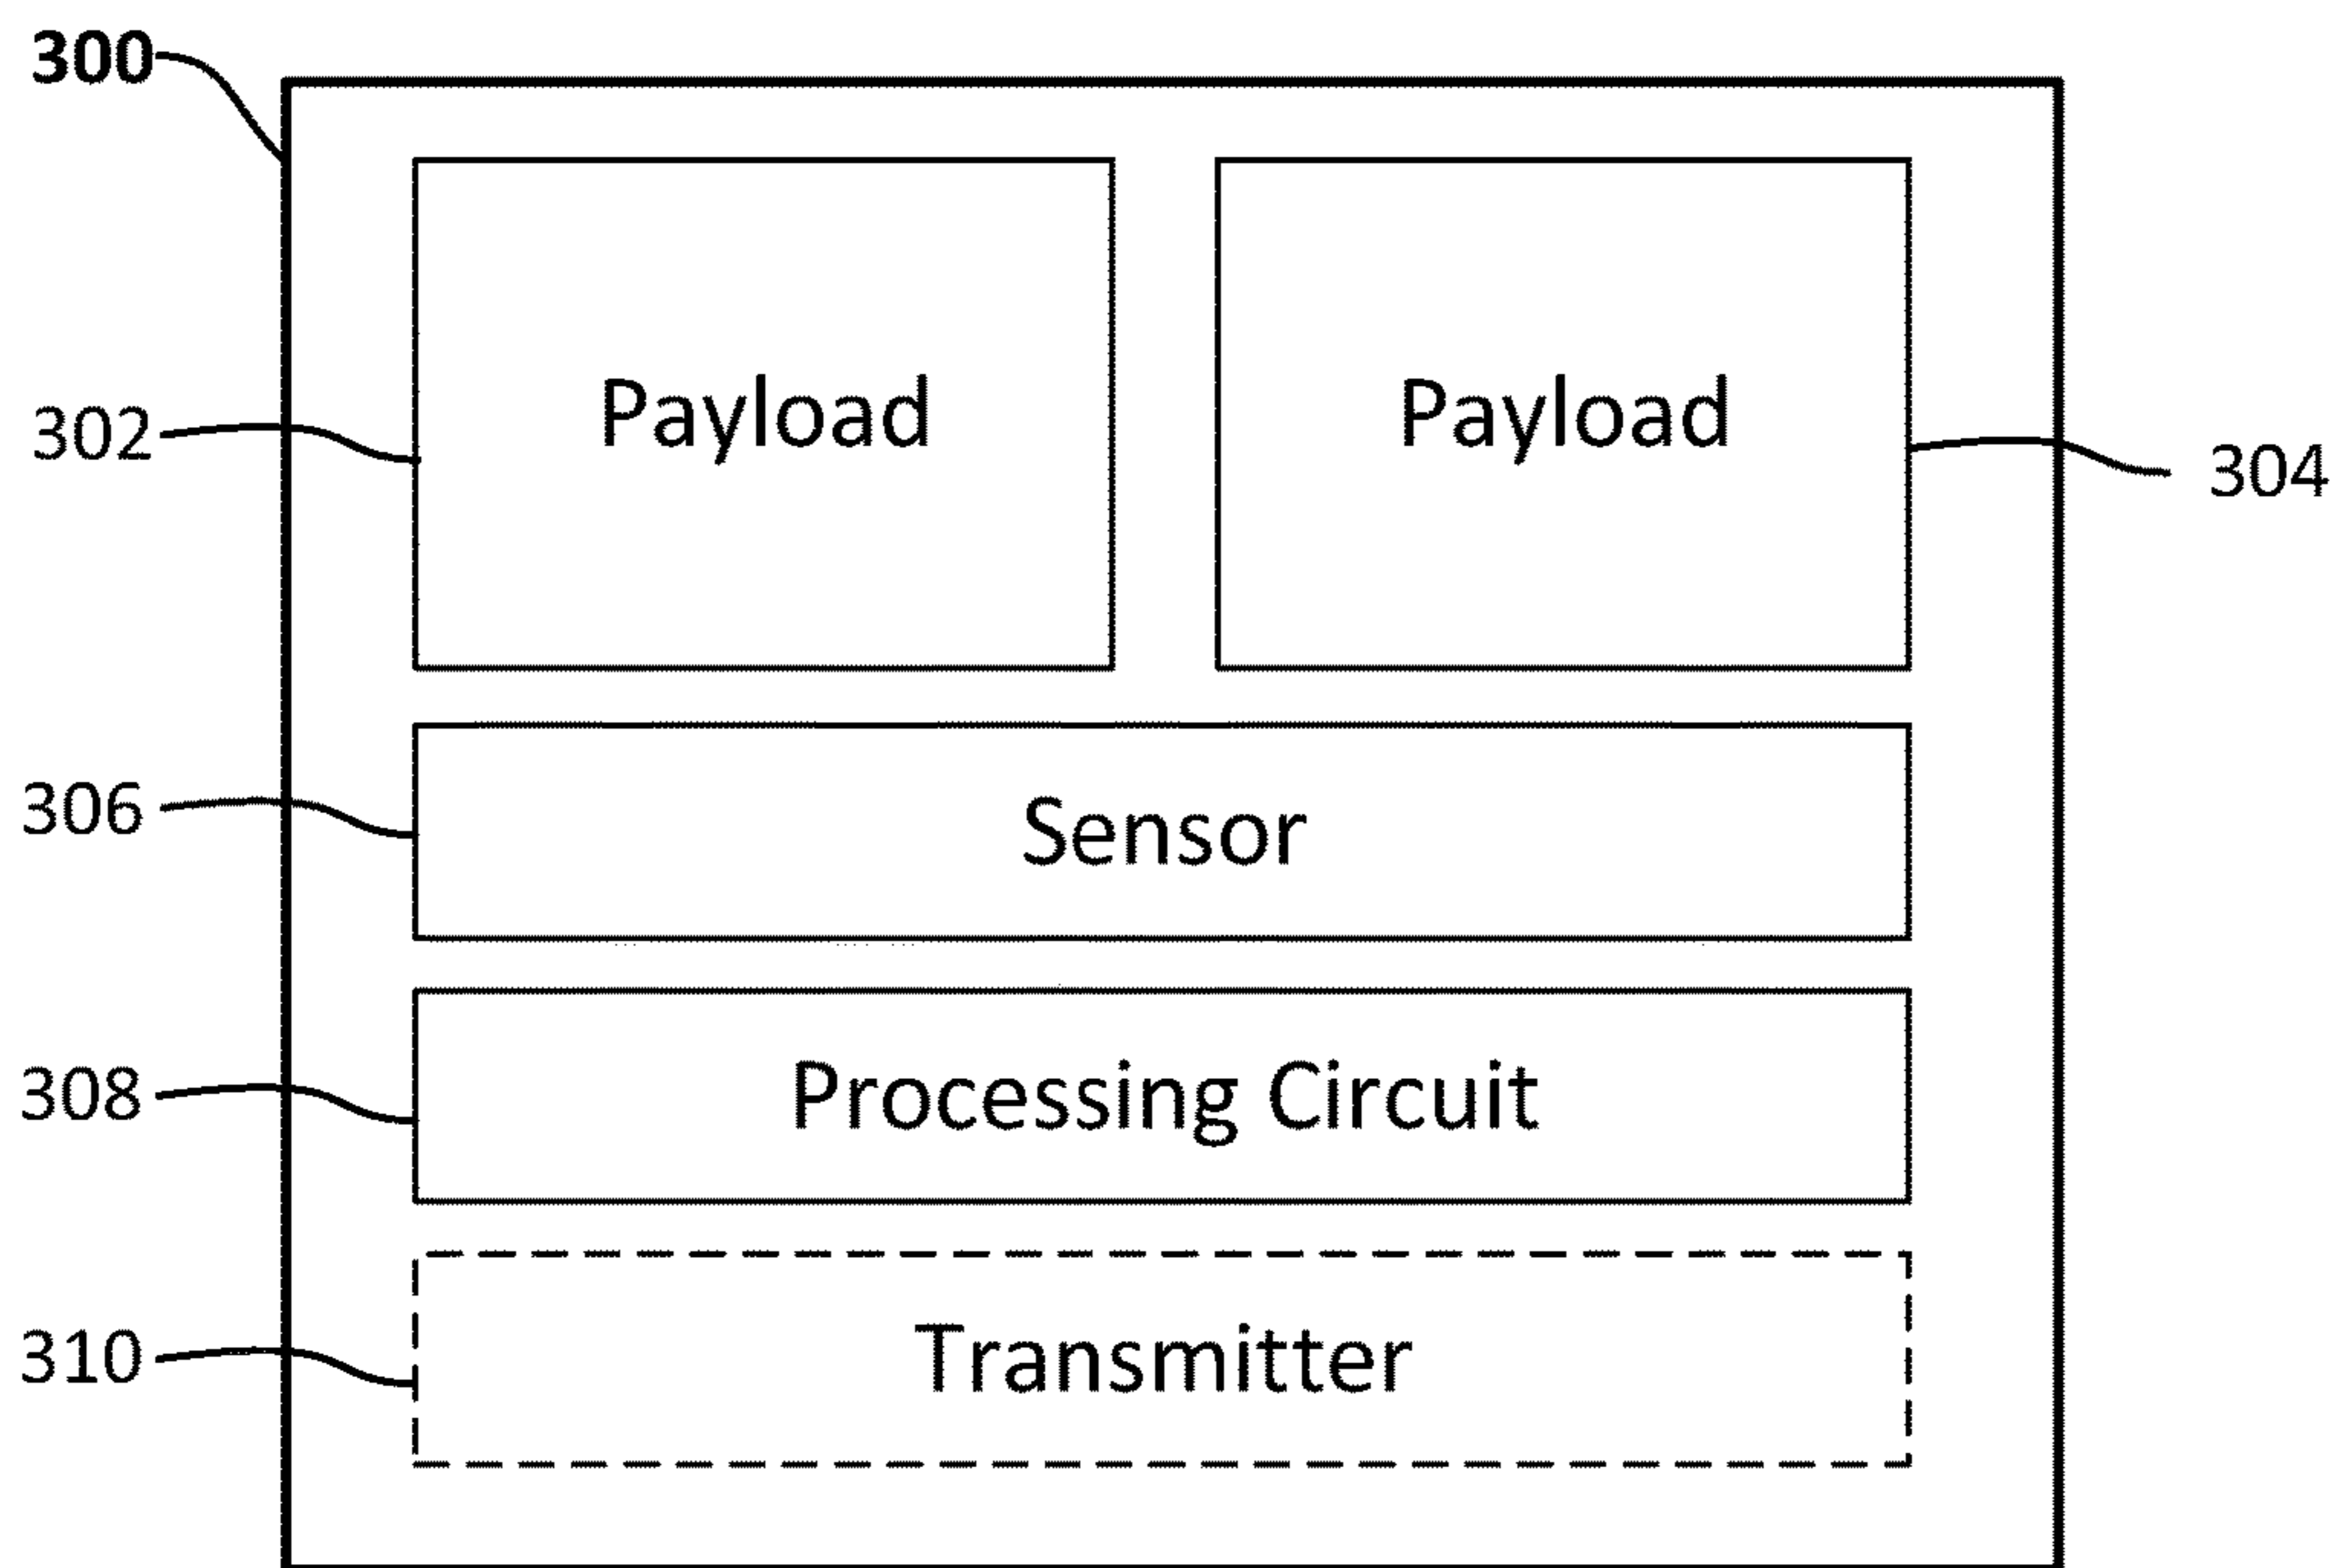 300
302
Payload
Payload
304
306
Sensor
308
Processing Circuit
310
Transmitter